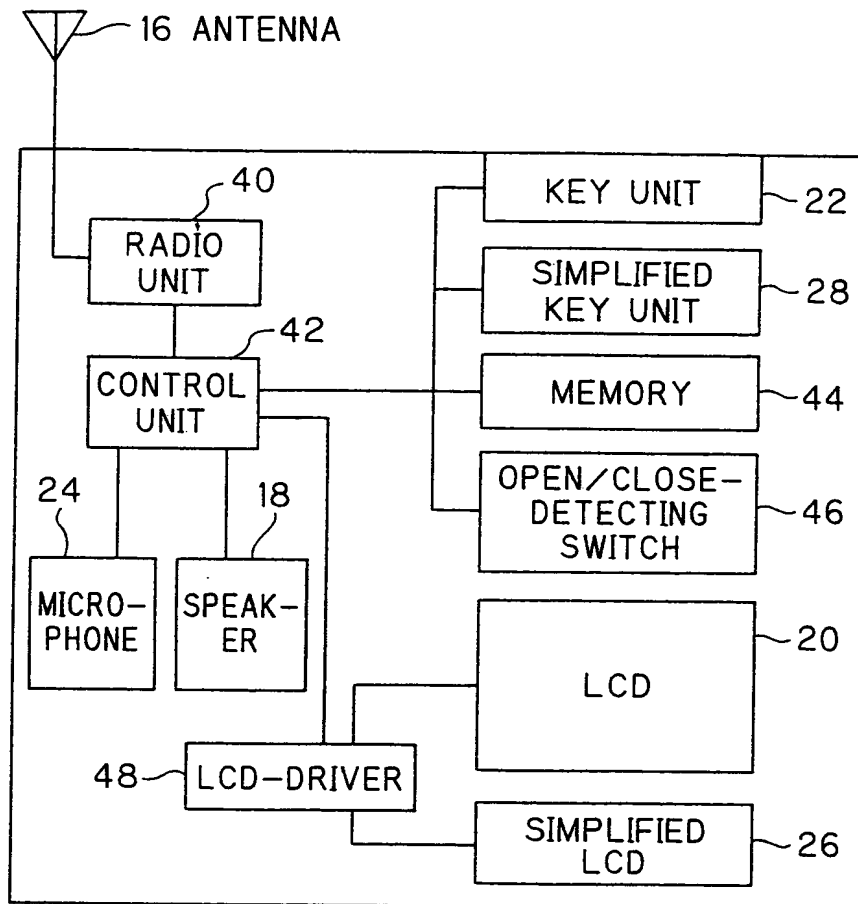 16 ANTENNA
40
RADIO
UNIT
42
CONTROL
UNIT
24
MICRO-
PHONE
18
SPEAK-
ER
48
LCD-DRIVER
KEY UNIT
22
SIMPLIFIED
KEY UNIT
28
MEMORY
44
OPEN/CLOSE-
DETECTING
SWITCH
46
LCD
20
SIMPLIFIED
LCD
26